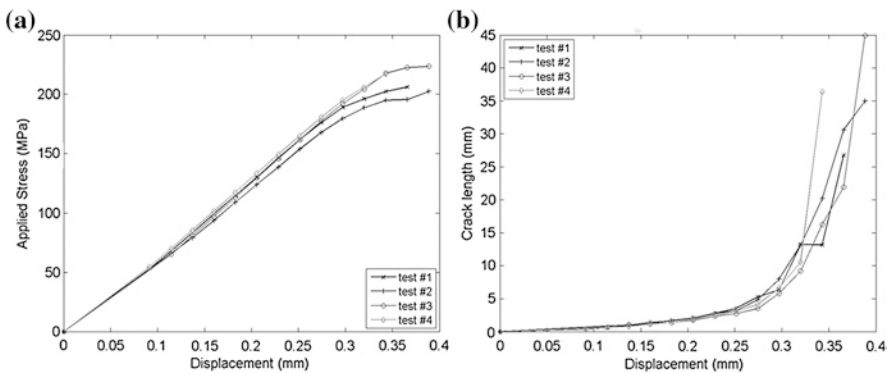 (a)
250
200
150
100
50
0
Applied Stress (MPa)
0 0.05 0.1 0.15 0.2 0.25 0.3 0.35 0.4
Displacement (mm)
test #1
test #2
test #3
test #4
(b)
45
40
35
30
25
20
15
10
5
0
Crack length (mm)
0 0.05 0.1 0.15 0.2 0.25 0.3 0.35 0.4
Displacement (mm)
test #1
test #2
test #3
test #4